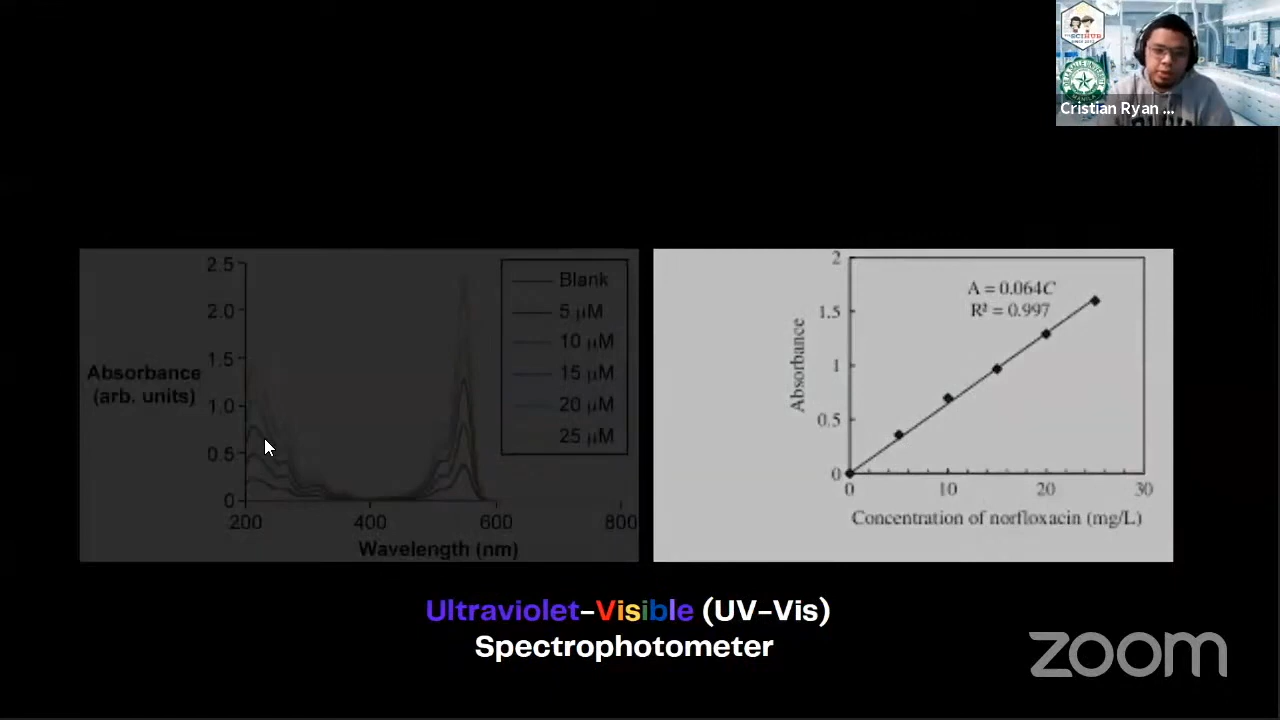 SCIHUB
Cristian Ryan ...
2.5
2.0
1.5
1.0
0.5
0
Absorbance
(arb. units)
200
400
600
800
Wavelength (nm)
Blank
5 μM
10 μM
15 μM
20 μM
25 μM
2
1.5
1
0.5
0
Absorbance
A = 0.064C
R² = 0.997
0
10
20
30
Concentration of norfloxacin (mg/L)
Ultraviolet-Visible (UV-Vis)
Spectrophotometer
zoom